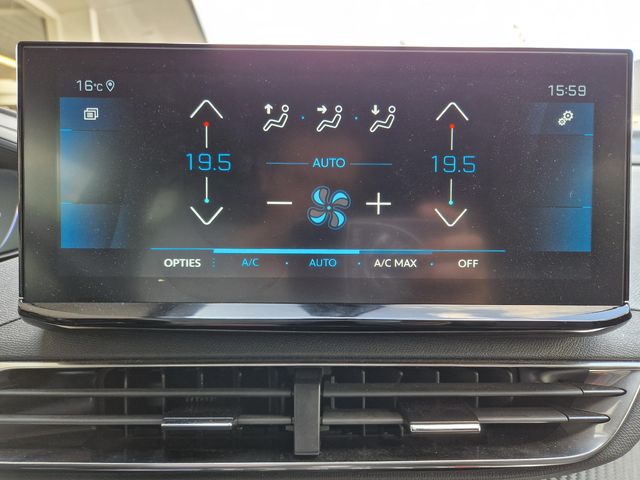 16°C 15:59
19.5 AUTO 19.5
− +
OPTIES A/C AUTO A/C MAX OFF